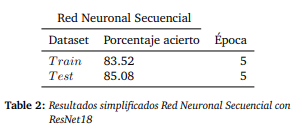 Red Neuronal Secuencial
Dataset Porcentaje acierto Época
Train 83.52 5
Test 85.08 5
Table 2: Resultados simplificados Red Neuronal Secuencial con
ResNet18